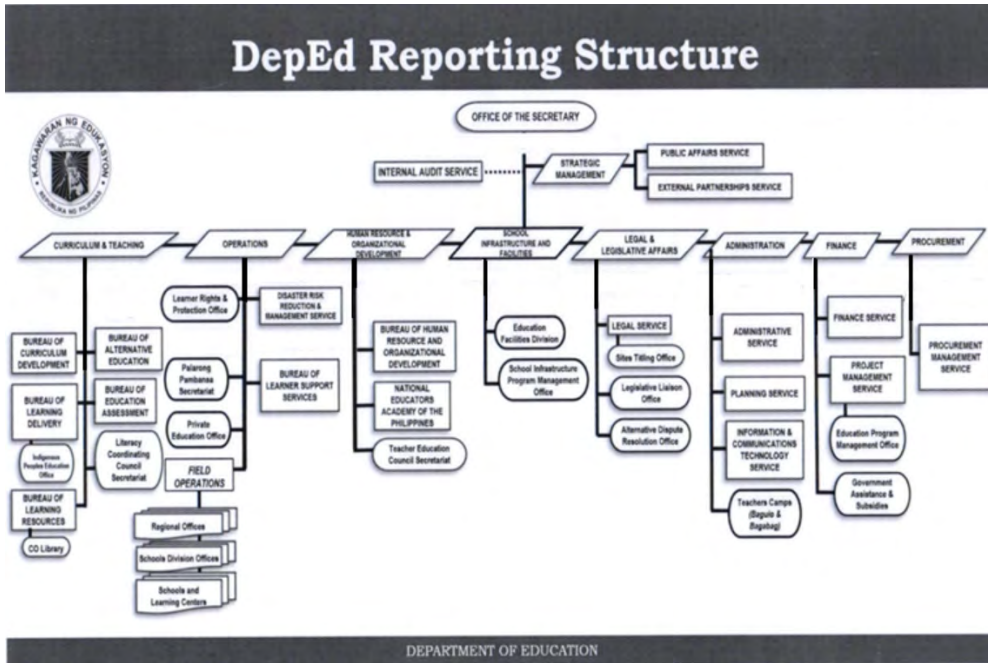 DepEd Reporting Structure
KAGAWARAN NG EDUKASYON
REPUBLIKA NG PILIPINAS
OFFICE OF THE SECRETARY
INTERNAL AUDIT SERVICE
STRATEGIC
MANAGEMENT
PUBLIC AFFAIRS SERVICE
EXTERNAL PARTNERSHIPS SERVICE
CURRICULUM & TEACHING
OPERATIONS
HUMAN RESOURCE &
ORGANIZATIONAL
DEVELOPMENT
SCHOOL
INFRASTRUCTURE AND
FACILITIES
LEGAL &
LEGISLATIVE AFFAIRS
ADMINISTRATION
FINANCE
PROCUREMENT
BUREAU OF
CURRICULUM
DEVELOPMENT
BUREAU OF
ALTERNATIVE
EDUCATION
BUREAU OF
LEARNING
DELIVERY
BUREAU OF
EDUCATION
ASSESSMENT
Indigenous
Peoples Education
Office
Literacy
Coordinating
Council
Secretariat
BUREAU OF
LEARNING
RESOURCES
CO Library
Learner Rights &
Protection Office
DISASTER RISK
REDUCTION &
MANAGEMENT SERVICE
Palarong
Pambansa
Secretariat
BUREAU OF
LEARNER SUPPORT
SERVICES
Private
Education Office
FIELD
OPERATIONS
Regional Offices
Schools Division Offices
Schools and
Learning Centers
BUREAU OF HUMAN
RESOURCE AND
ORGANIZATIONAL
DEVELOPMENT
NATIONAL
EDUCATORS
ACADEMY OF THE
PHILIPPINES
Teacher Education
Council Secretariat
Education
Facilities Division
School Infrastructure
Program Management
Office
LEGAL SERVICE
Sites Titling Office
Legislative Liaison
Office
Alternative Dispute
Resolution Office
ADMINISTRATIVE
SERVICE
PLANNING SERVICE
INFORMATION &
COMMUNICATIONS
TECHNOLOGY
SERVICE
Teachers Camps
(Baguio &
Bagabag)
FINANCE SERVICE
PROJECT
MANAGEMENT
SERVICE
Education Program
Management Office
Government
Assistance &
Subsidies
PROCUREMENT
MANAGEMENT
SERVICE
DEPARTMENT OF EDUCATION